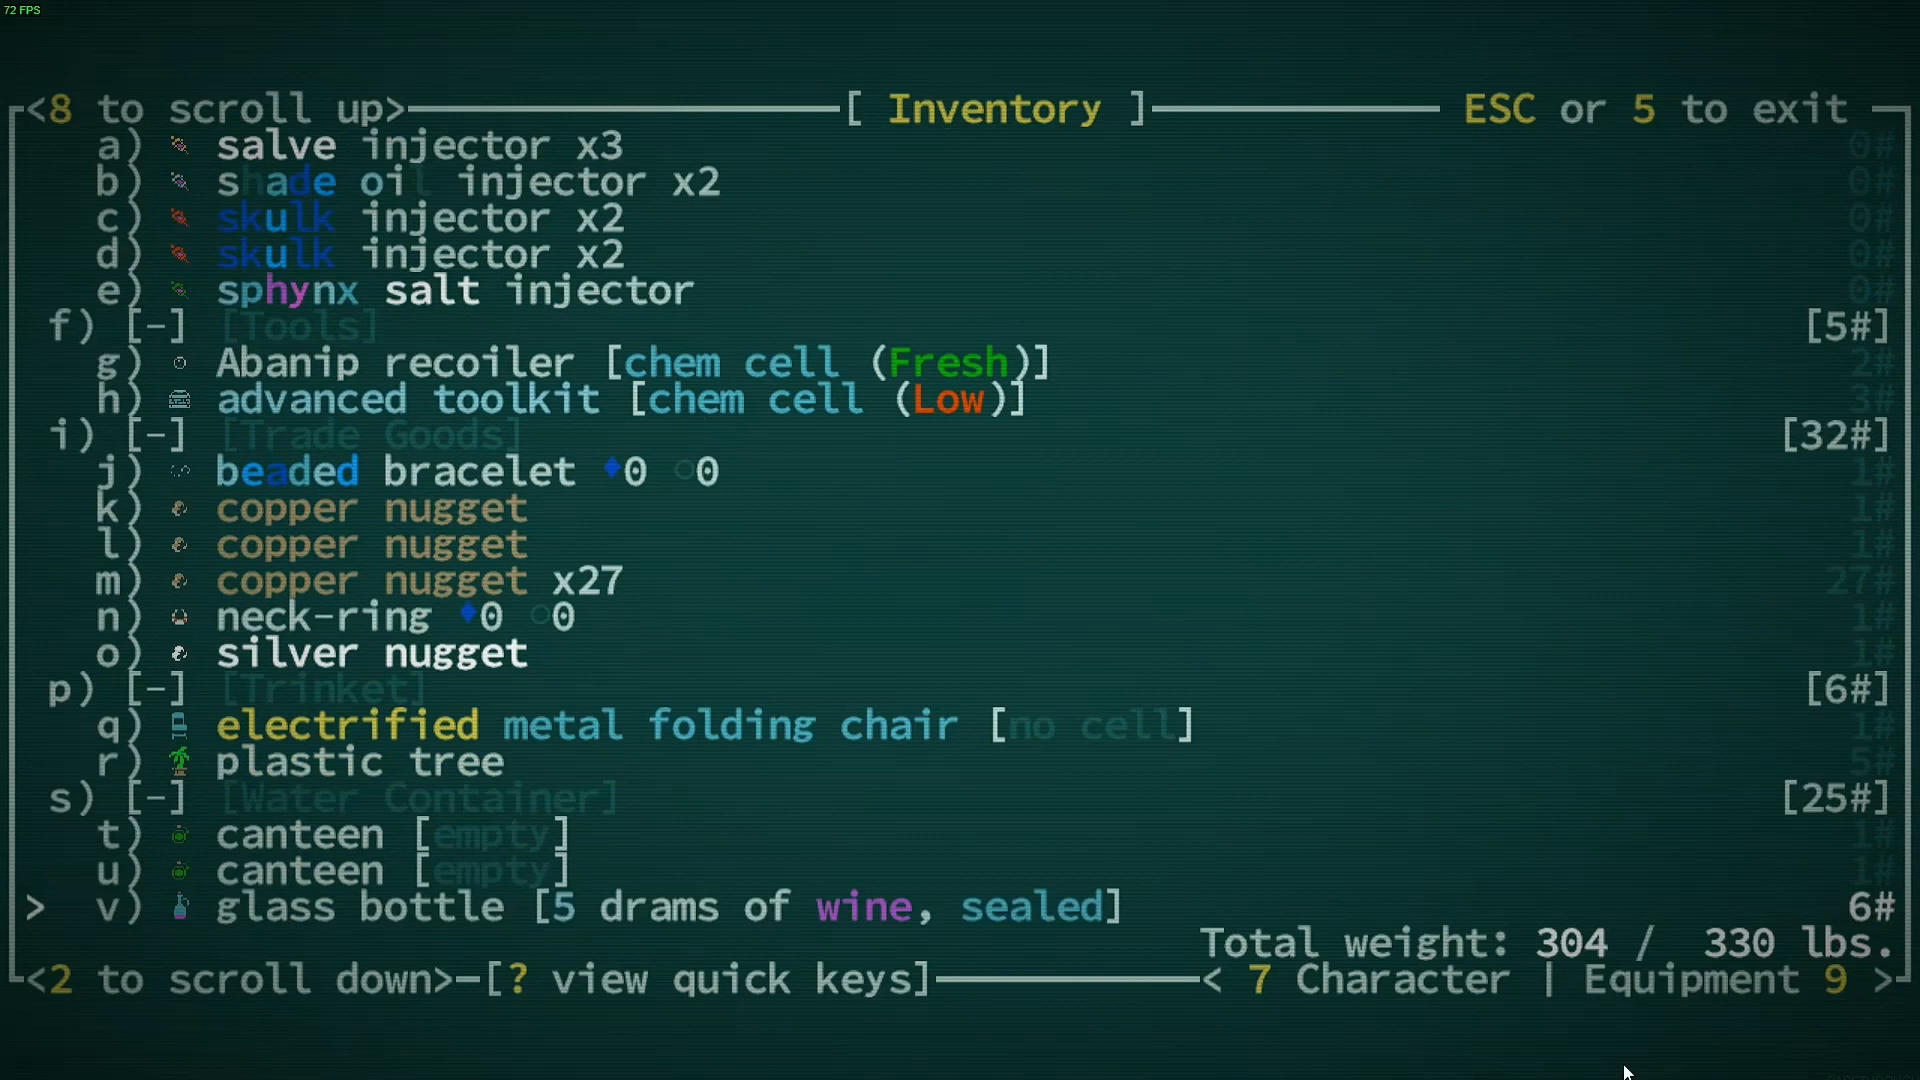 72 FPS
<8 to scroll up> [ Inventory ] ESC or 5 to exit
a) salve injector x3 0#
b) shade oil injector x2 0#
c) skulk injector x2 0#
d) skulk injector x2 0#
e) sphynx salt injector 0#
f) [-] [Tools] [5#]
g) Abanip recoiler [chem cell (Fresh)] 2#
h) advanced toolkit [chem cell (Low)] 3#
i) [-] [Trade Goods] [32#]
j) beaded bracelet ♦0 ○0 1#
k) copper nugget 1#
l) copper nugget 1#
m) copper nugget x27 27#
n) neck-ring ♦0 ○0 1#
o) silver nugget 1#
p) [-] [Trinket] [6#]
q) electrified metal folding chair [no cell] 1#
r) plastic tree 5#
s) [-] [Water Container] [25#]
t) canteen [empty] 1#
u) canteen [empty] 1#
> v) glass bottle [5 drams of wine, sealed] 6#
Total weight: 304 / 330 lbs.
<2 to scroll down> [? view quick keys] < 7 Character | Equipment 9 >